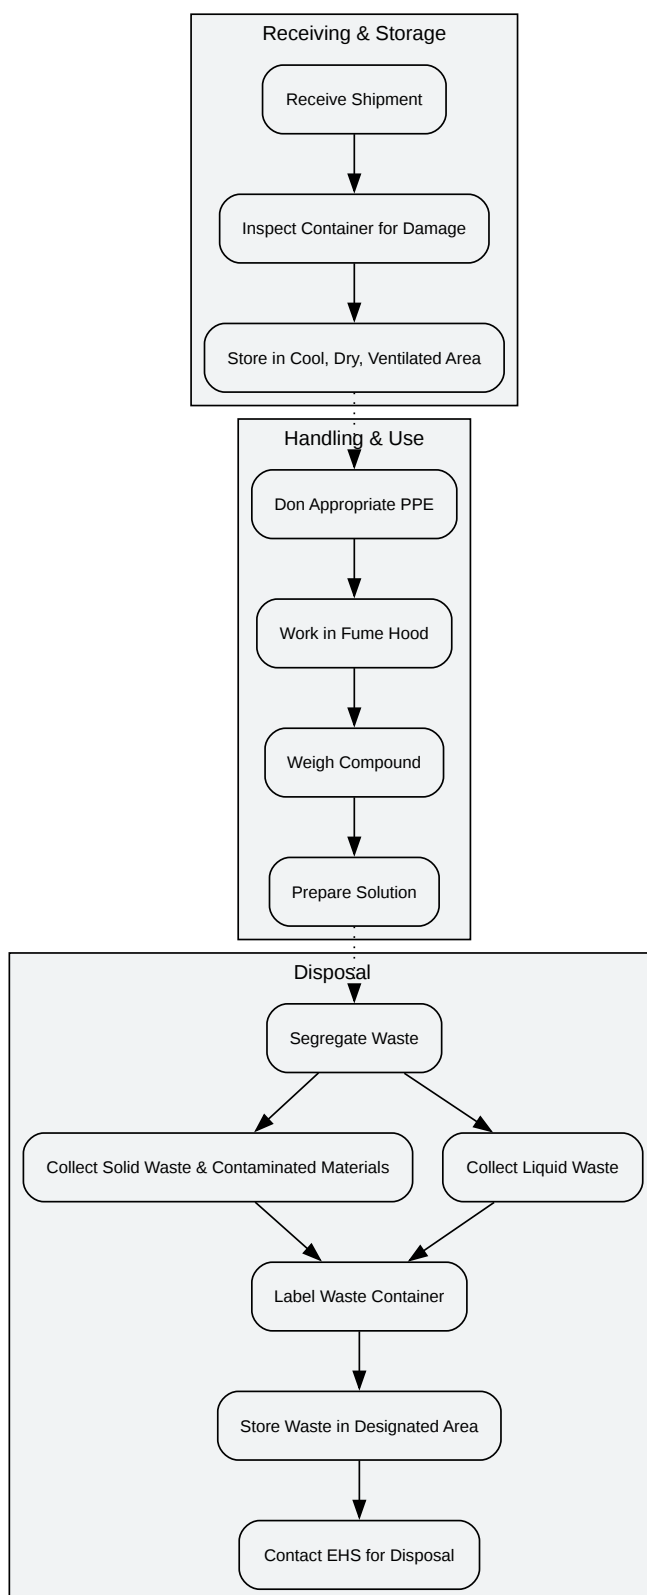 Receiving & Storage
Receive Shipment
Inspect Container for Damage
Store in Cool, Dry, Ventilated Area
Handling & Use
Don Appropriate PPE
Work in Fume Hood
Weigh Compound
Prepare Solution
Disposal
Segregate Waste
Collect Solid Waste & Contaminated Materials
Collect Liquid Waste
Label Waste Container
Store Waste in Designated Area
Contact EHS for Disposal